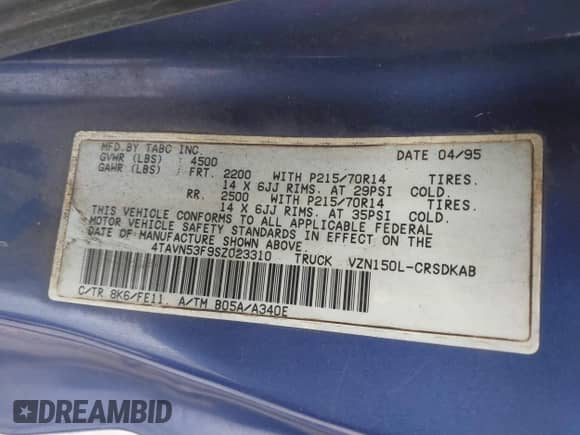 MFD.BY TABC INC. DATE 04/95
GVWR (LBS) : 4500
GAWR (LBS) : FRT. 2200 WITH P215/70R14 TIRES.
14 X 6JJ RIMS. AT 29PSI COLD.
RR. 2500 WITH P215/70R14 TIRES.
14 X 6JJ RIMS. AT 35PSI COLD.
THIS VEHICLE CONFORMS TO ALL APPLICABLE FEDERAL
MOTOR VEHICLE SAFETY STANDARDS IN EFFECT ON THE
DATE OF MANUFACTURE SHOWN ABOVE.
4TAVN53F9SZ023310 TRUCK VZN150L-CRSDKAB
C/TR 8K6/FE11. A/TM B05A/A340E
DREAMBID